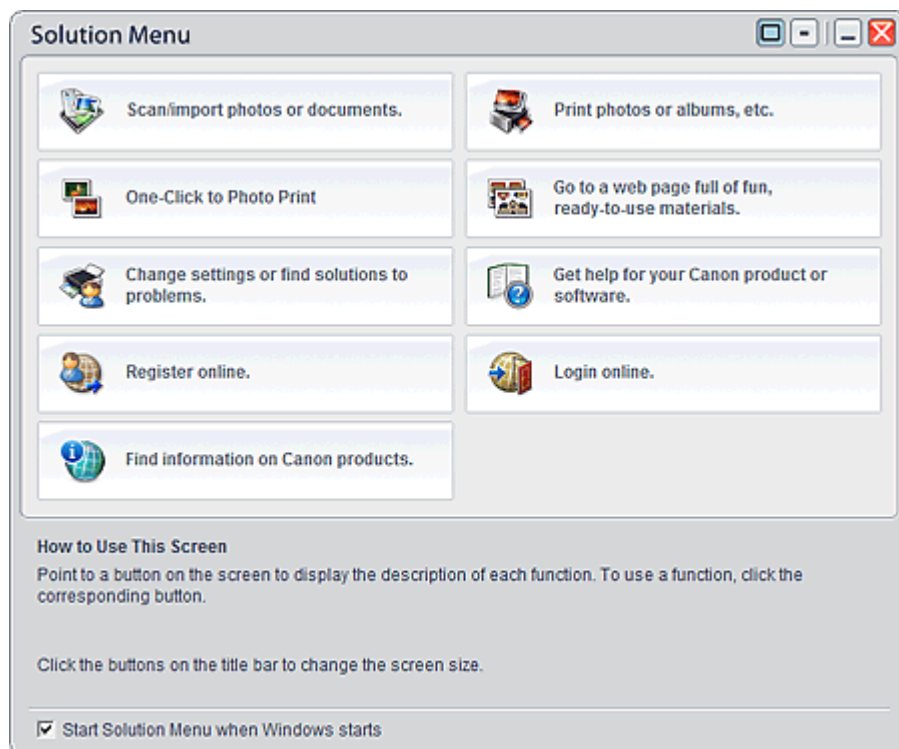 Solution Menu
Scan/import photos or documents.
Print photos or albums, etc.
One-Click to Photo Print
Go to a web page full of fun,
ready-to-use materials.
Change settings or find solutions to
problems.
Get help for your Canon product or
software.
Register online.
Login online.
Find information on Canon products.
How to Use This Screen
Point to a button on the screen to display the description of each function. To use a function, click the
corresponding button.
Click the buttons on the title bar to change the screen size.
Start Solution Menu when Windows starts